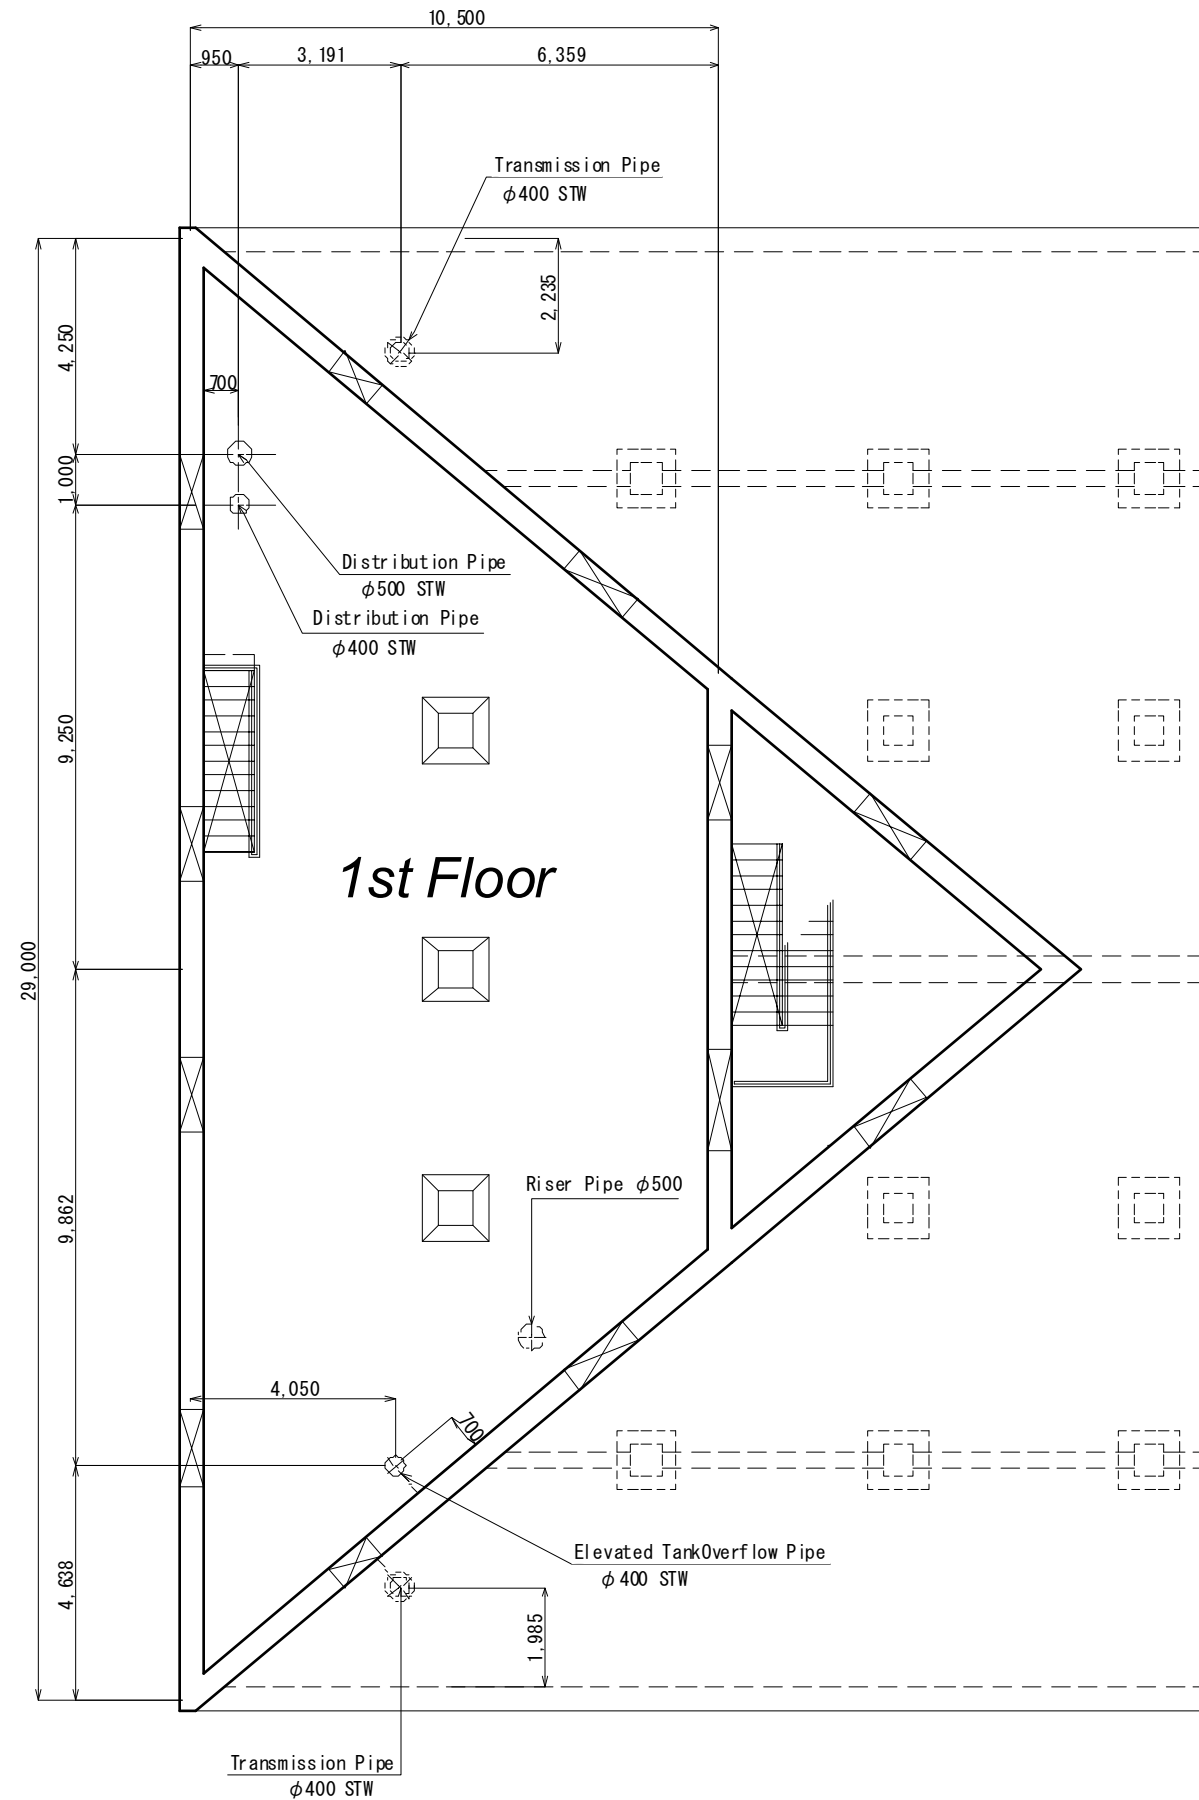 10,500
950
3,191
6,359
Transmission Pipe
φ400 STW
2,235
4,250
700
1,000
Distribution Pipe
φ500 STW
Distribution Pipe
φ400 STW
9,250
1st Floor
29,000
9,862
Riser Pipe φ500
4,050
700
Elevated TankOverflow Pipe
φ400 STW
4,638
1,985
Transmission Pipe
φ400 STW